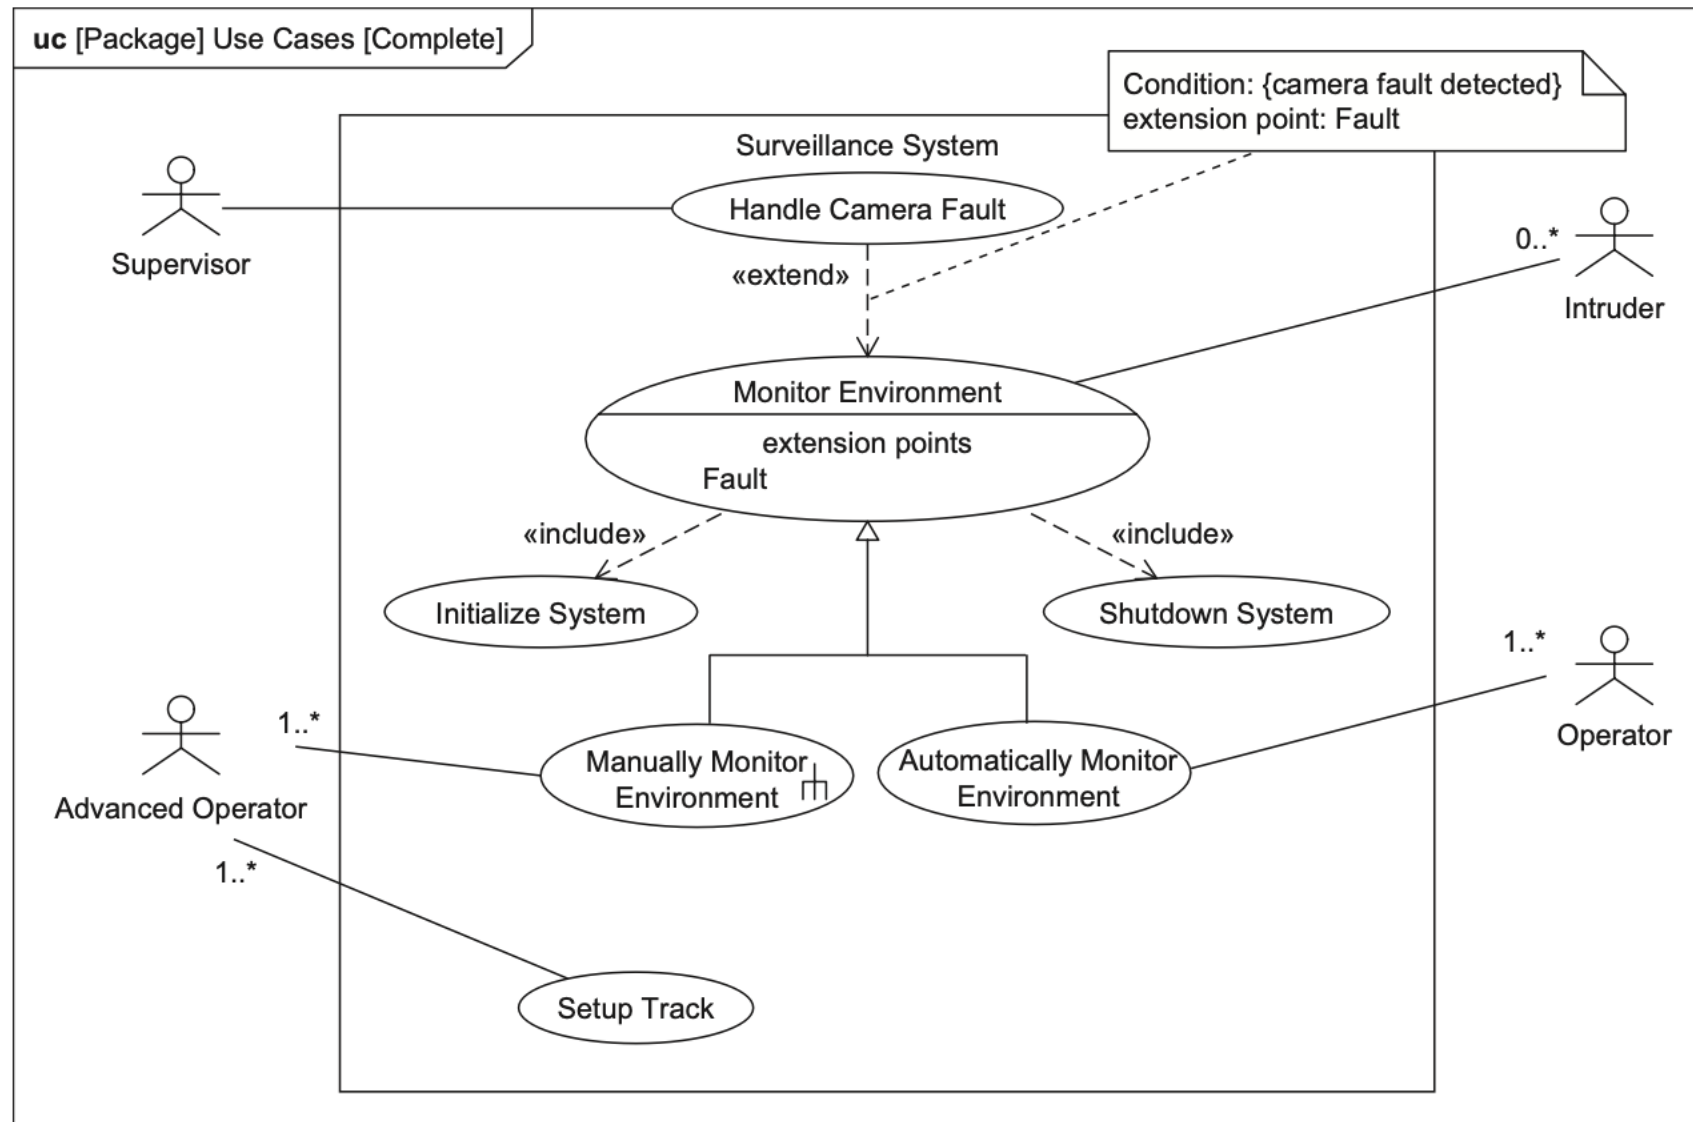 uc [Package] Use Cases [Complete]
Condition: {camera fault detected}
extension point: Fault
Surveillance System
Handle Camera Fault
Supervisor
«extend»
0..*
Intruder
Monitor Environment
extension points
Fault
«include»
«include»
Initialize System
Shutdown System
1..*
Operator
1..*
Advanced Operator
Manually Monitor
Environment
Automatically Monitor
Environment
1..*
Setup Track